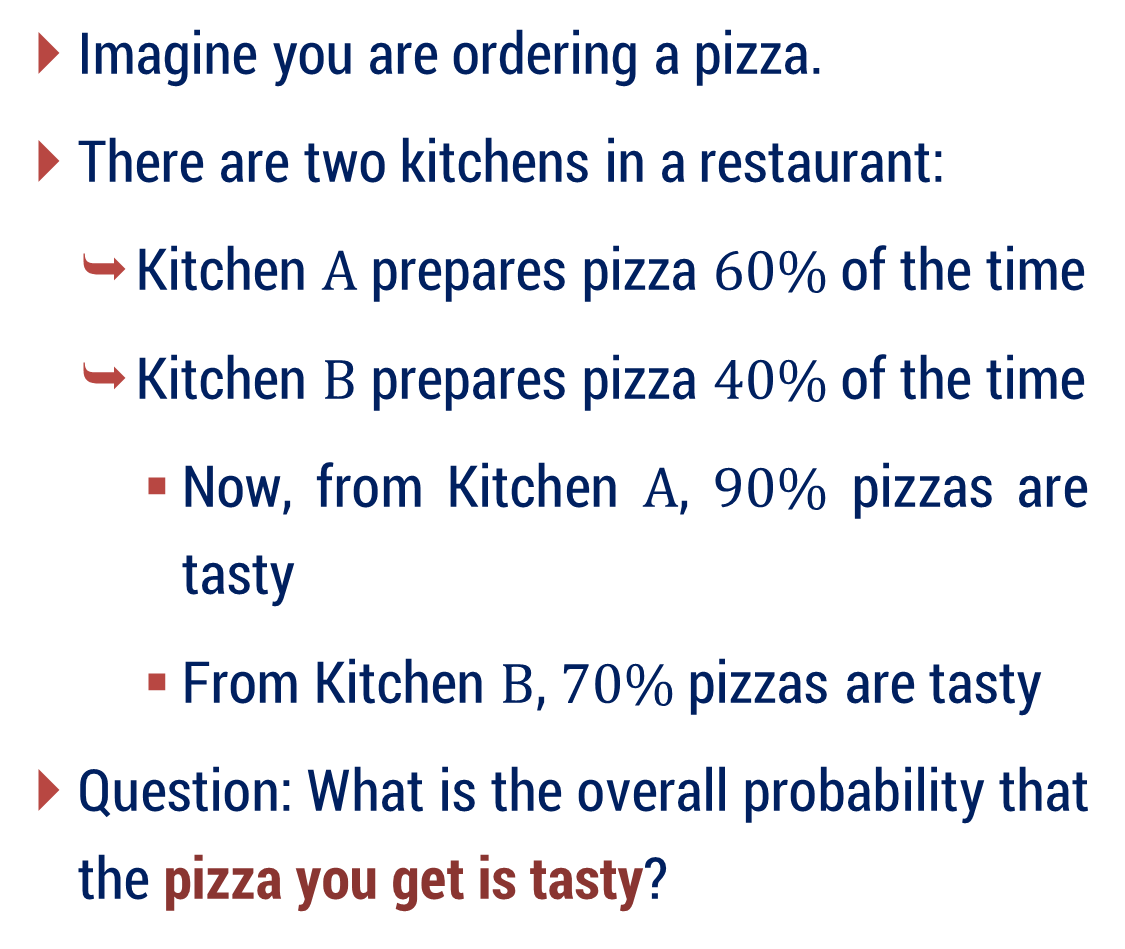 Imagine you are ordering a pizza.
There are two kitchens in a restaurant:
Kitchen A prepares pizza 60% of the time
Kitchen B prepares pizza 40% of the time
Now, from Kitchen A, 90% pizzas are
tasty
From Kitchen B, 70% pizzas are tasty
Question: What is the overall probability that
the pizza you get is tasty?